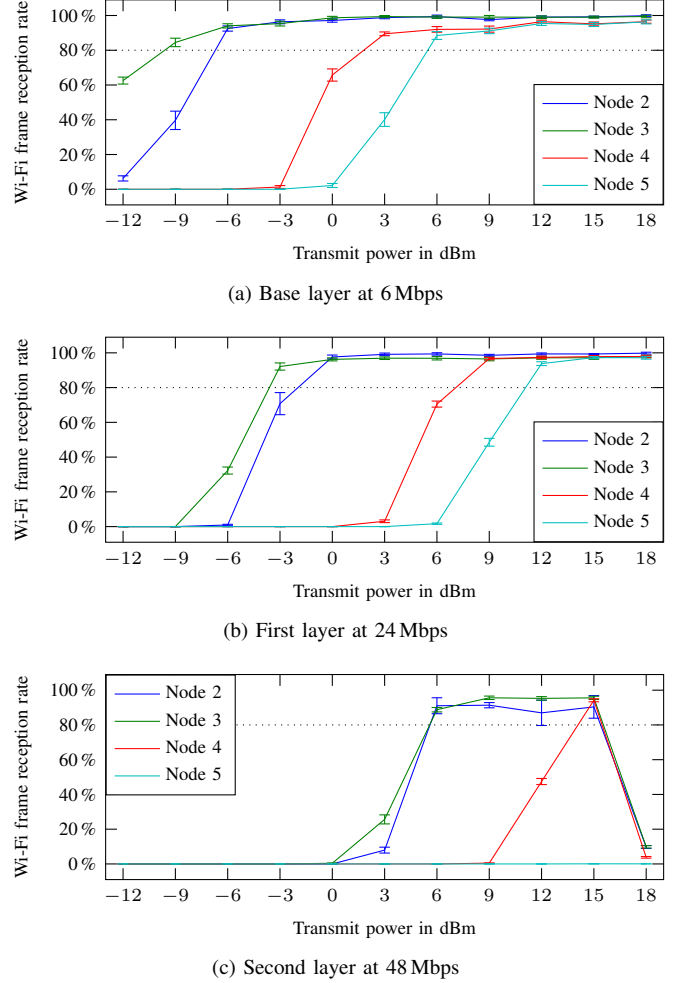 Wi-Fi frame reception rate
100 %
80 %
60 %
40 %
20 %
0 %
Node 2
Node 3
Node 4
Node 5
−12 −9 −6 −3 0 3 6 9 12 15 18
Transmit power in dBm
(a) Base layer at 6 Mbps
Wi-Fi frame reception rate
100 %
80 %
60 %
40 %
20 %
0 %
Node 2
Node 3
Node 4
Node 5
−12 −9 −6 −3 0 3 6 9 12 15 18
Transmit power in dBm
(b) First layer at 24 Mbps
Wi-Fi frame reception rate
100 %
80 %
60 %
40 %
20 %
0 %
Node 2
Node 3
Node 4
Node 5
−12 −9 −6 −3 0 3 6 9 12 15 18
Transmit power in dBm
(c) Second layer at 48 Mbps